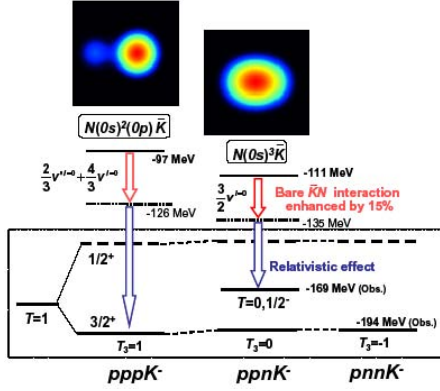 N(0s)²(0p) K̄
N(0s)³K̄
-97 MeV
-111 MeV
2/3 v^I=0 + 4/3 v^I=0
3/2 v^I=0
Bare K̄N interaction
enhanced by 15%
-126 MeV
-135 MeV
1/2⁺
Relativistic effect
-169 MeV (Obs.)
T=1
T=0,1/2⁻
3/2⁺
-194 MeV (Obs.)
T₃=1
T₃=0
T₃=-1
pppK⁻
ppnK⁻
pnnK⁻